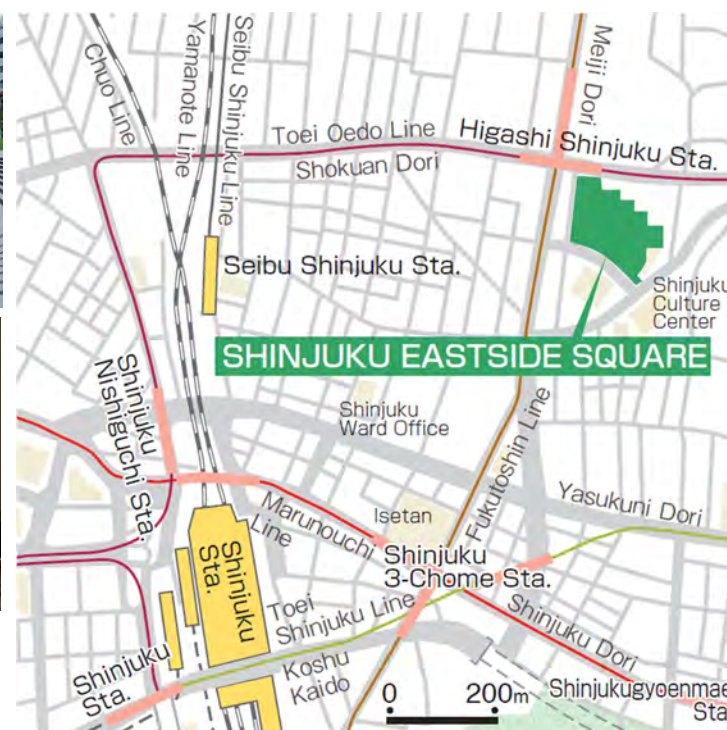 Chuo Line
Yamanote Line
Seibu Shinjuku Line
Meiji Dori
Toei Oedo Line
Higashi Shinjuku Sta.
Shokuan Dori
Seibu Shinjuku Sta.
Shinjuku
Culture
Center
SHINJUKU EASTSIDE SQUARE
Shinjuku
Nishiguchi Sta.
Shinjuku
Ward Office
Fukutoshin Line
Yasukuni Dori
Isetan
Marunouchi
Line
Shinjuku
3-Chome Sta.
Shinjuku
Sta.
Toei
Shinjuku Line
Shinjuku Dori
Shinjuku
Sta.
Koshu
Kaido
0 200m
Shinjukugyoenmae
Sta